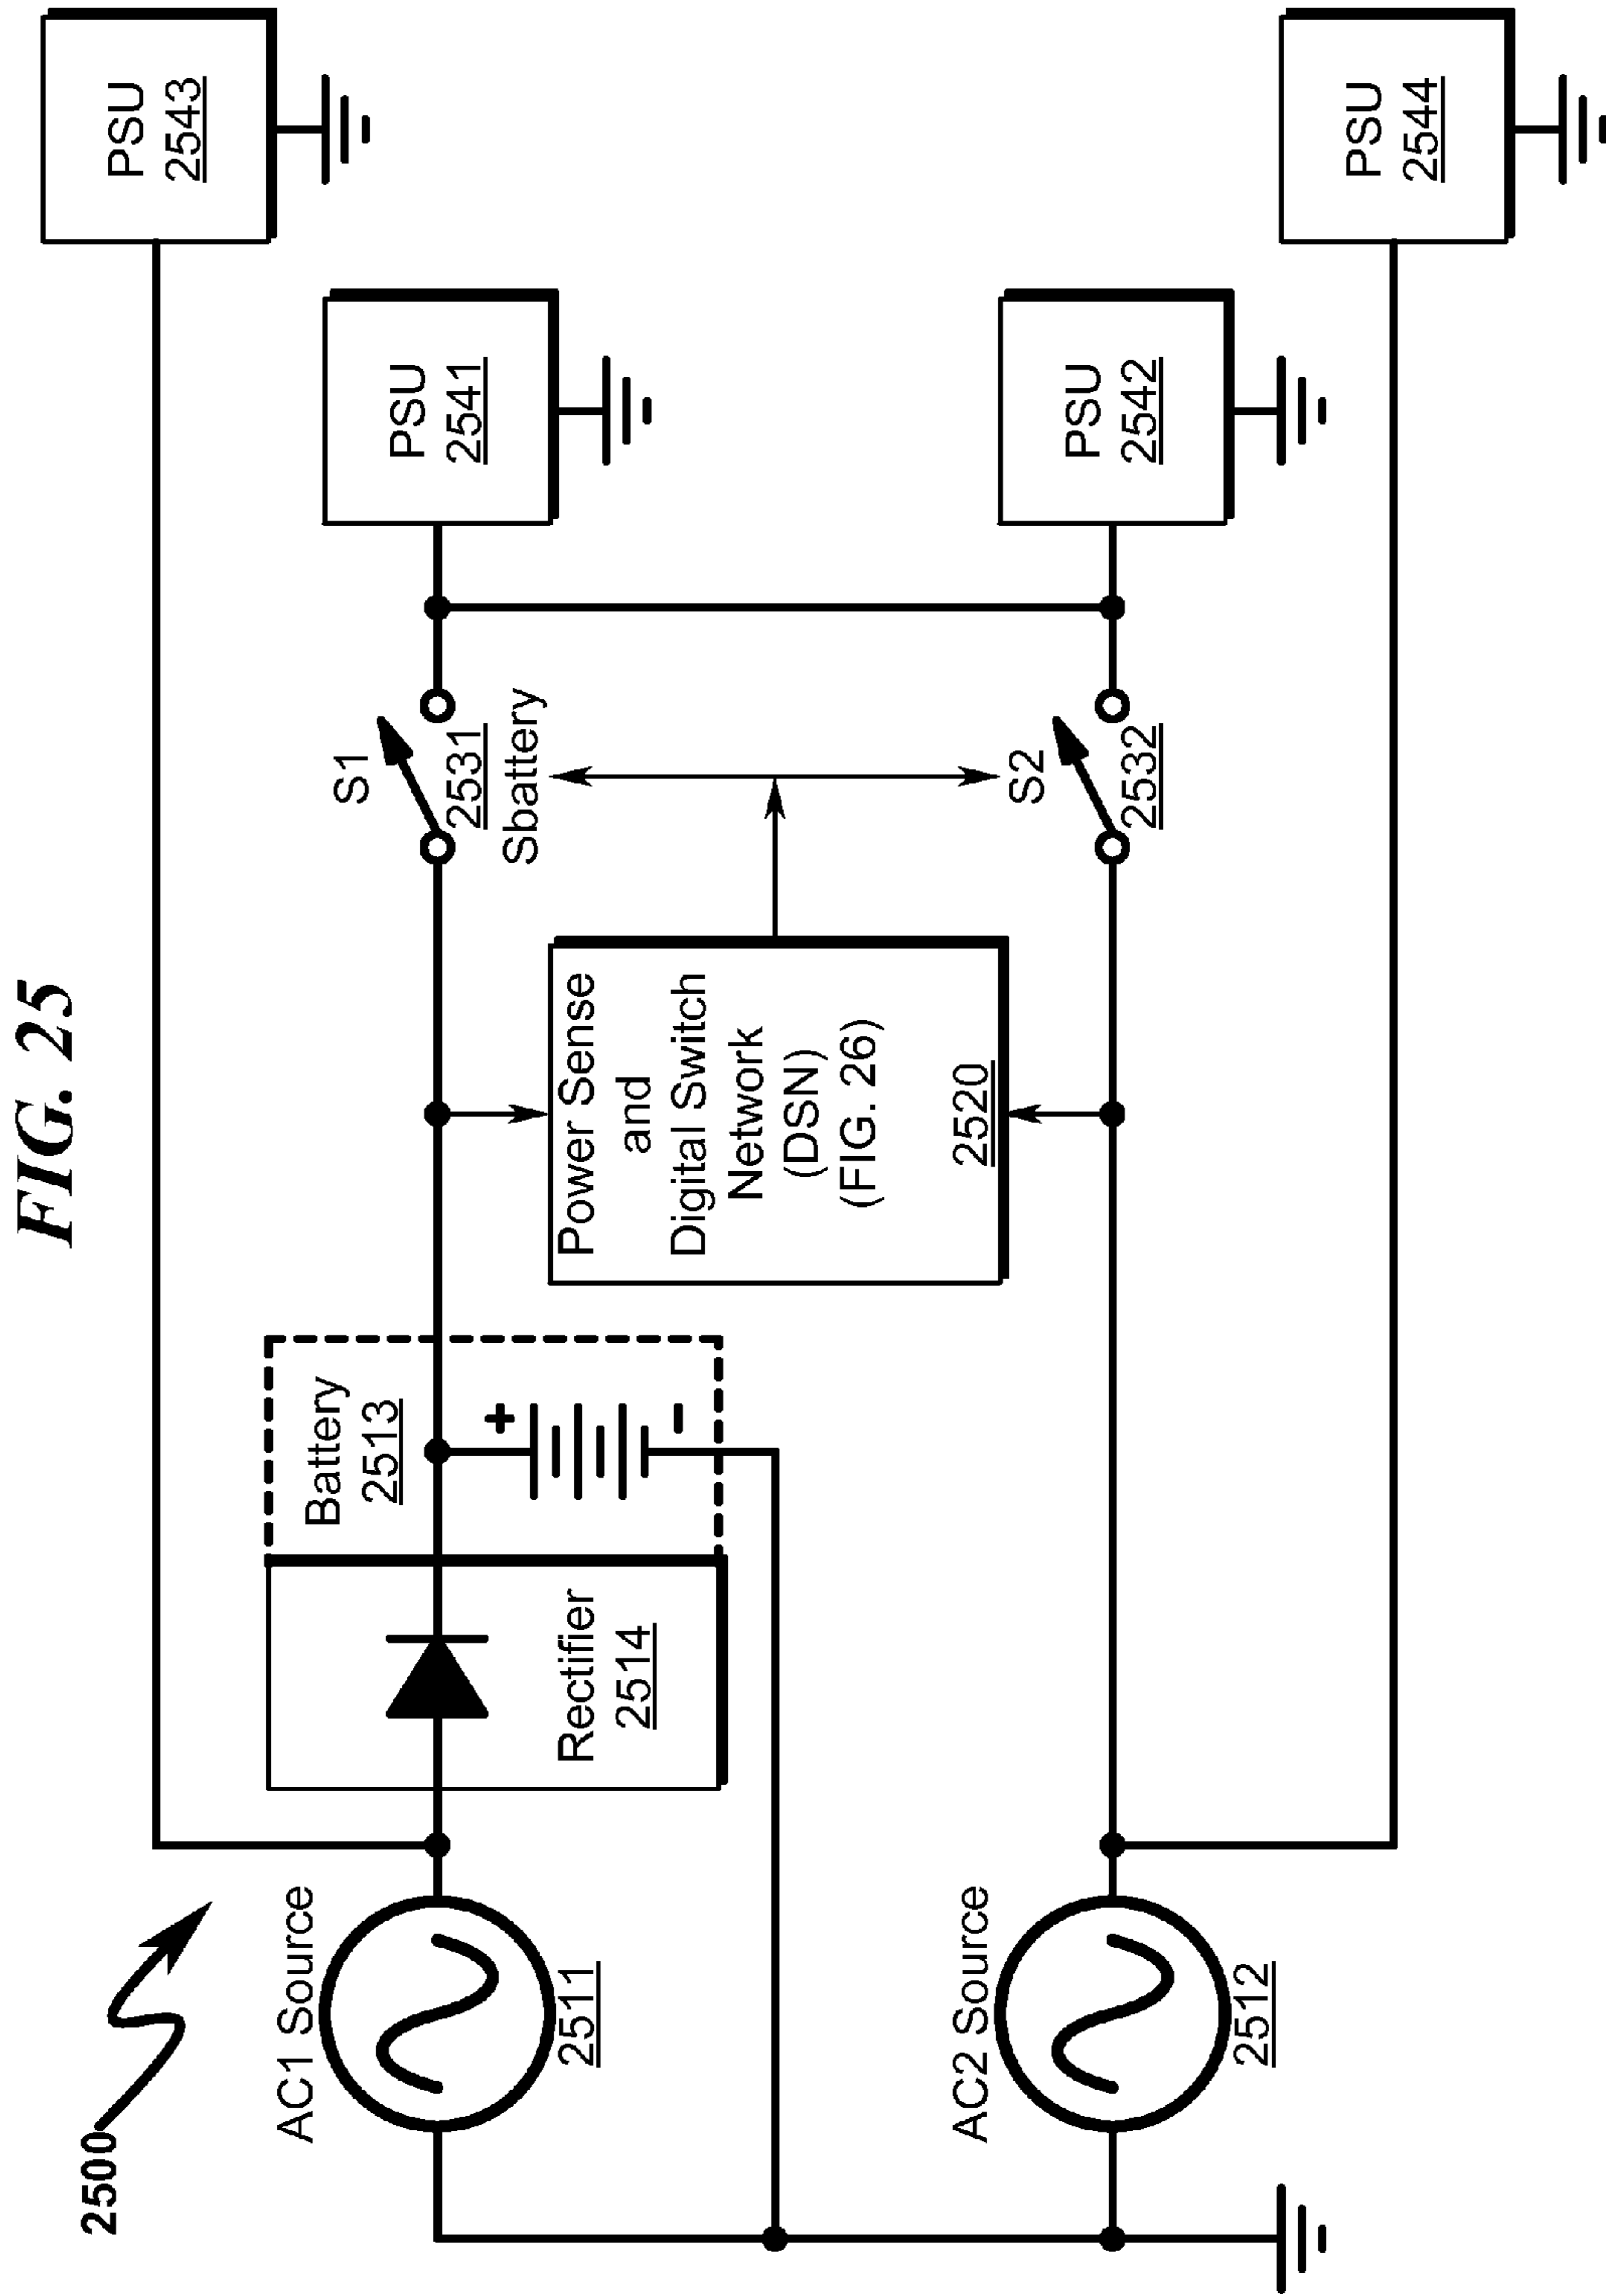 FIG. 25
2500
PSU
2543
AC1 Source
2511
Rectifier
2514
Battery
2513
+
-
S1
2531
Sbattery
PSU
2541
Power Sense
and
Digital Switch
Network
(DSN)
(FIG. 26)
2520
AC2 Source
2512
S2
2532
PSU
2542
PSU
2544